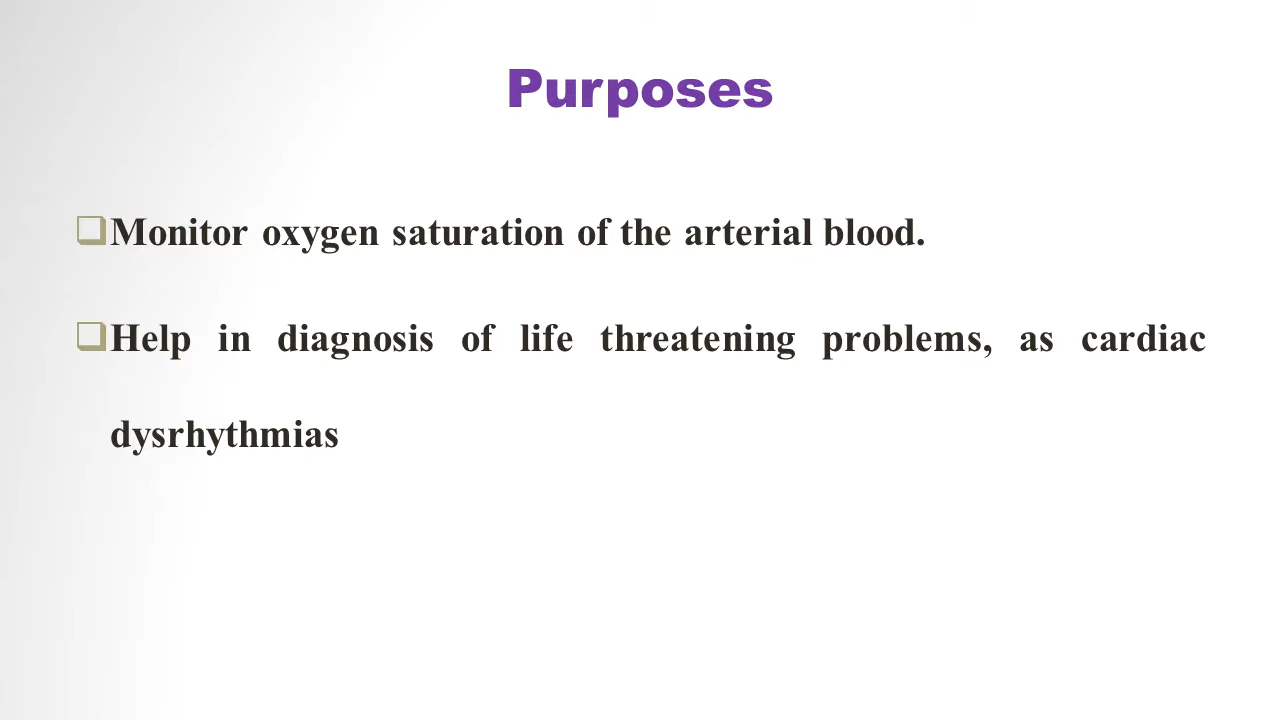 Purposes
Monitor oxygen saturation of the arterial blood.
Help in diagnosis of life threatening problems, as cardiac
dysrhythmias